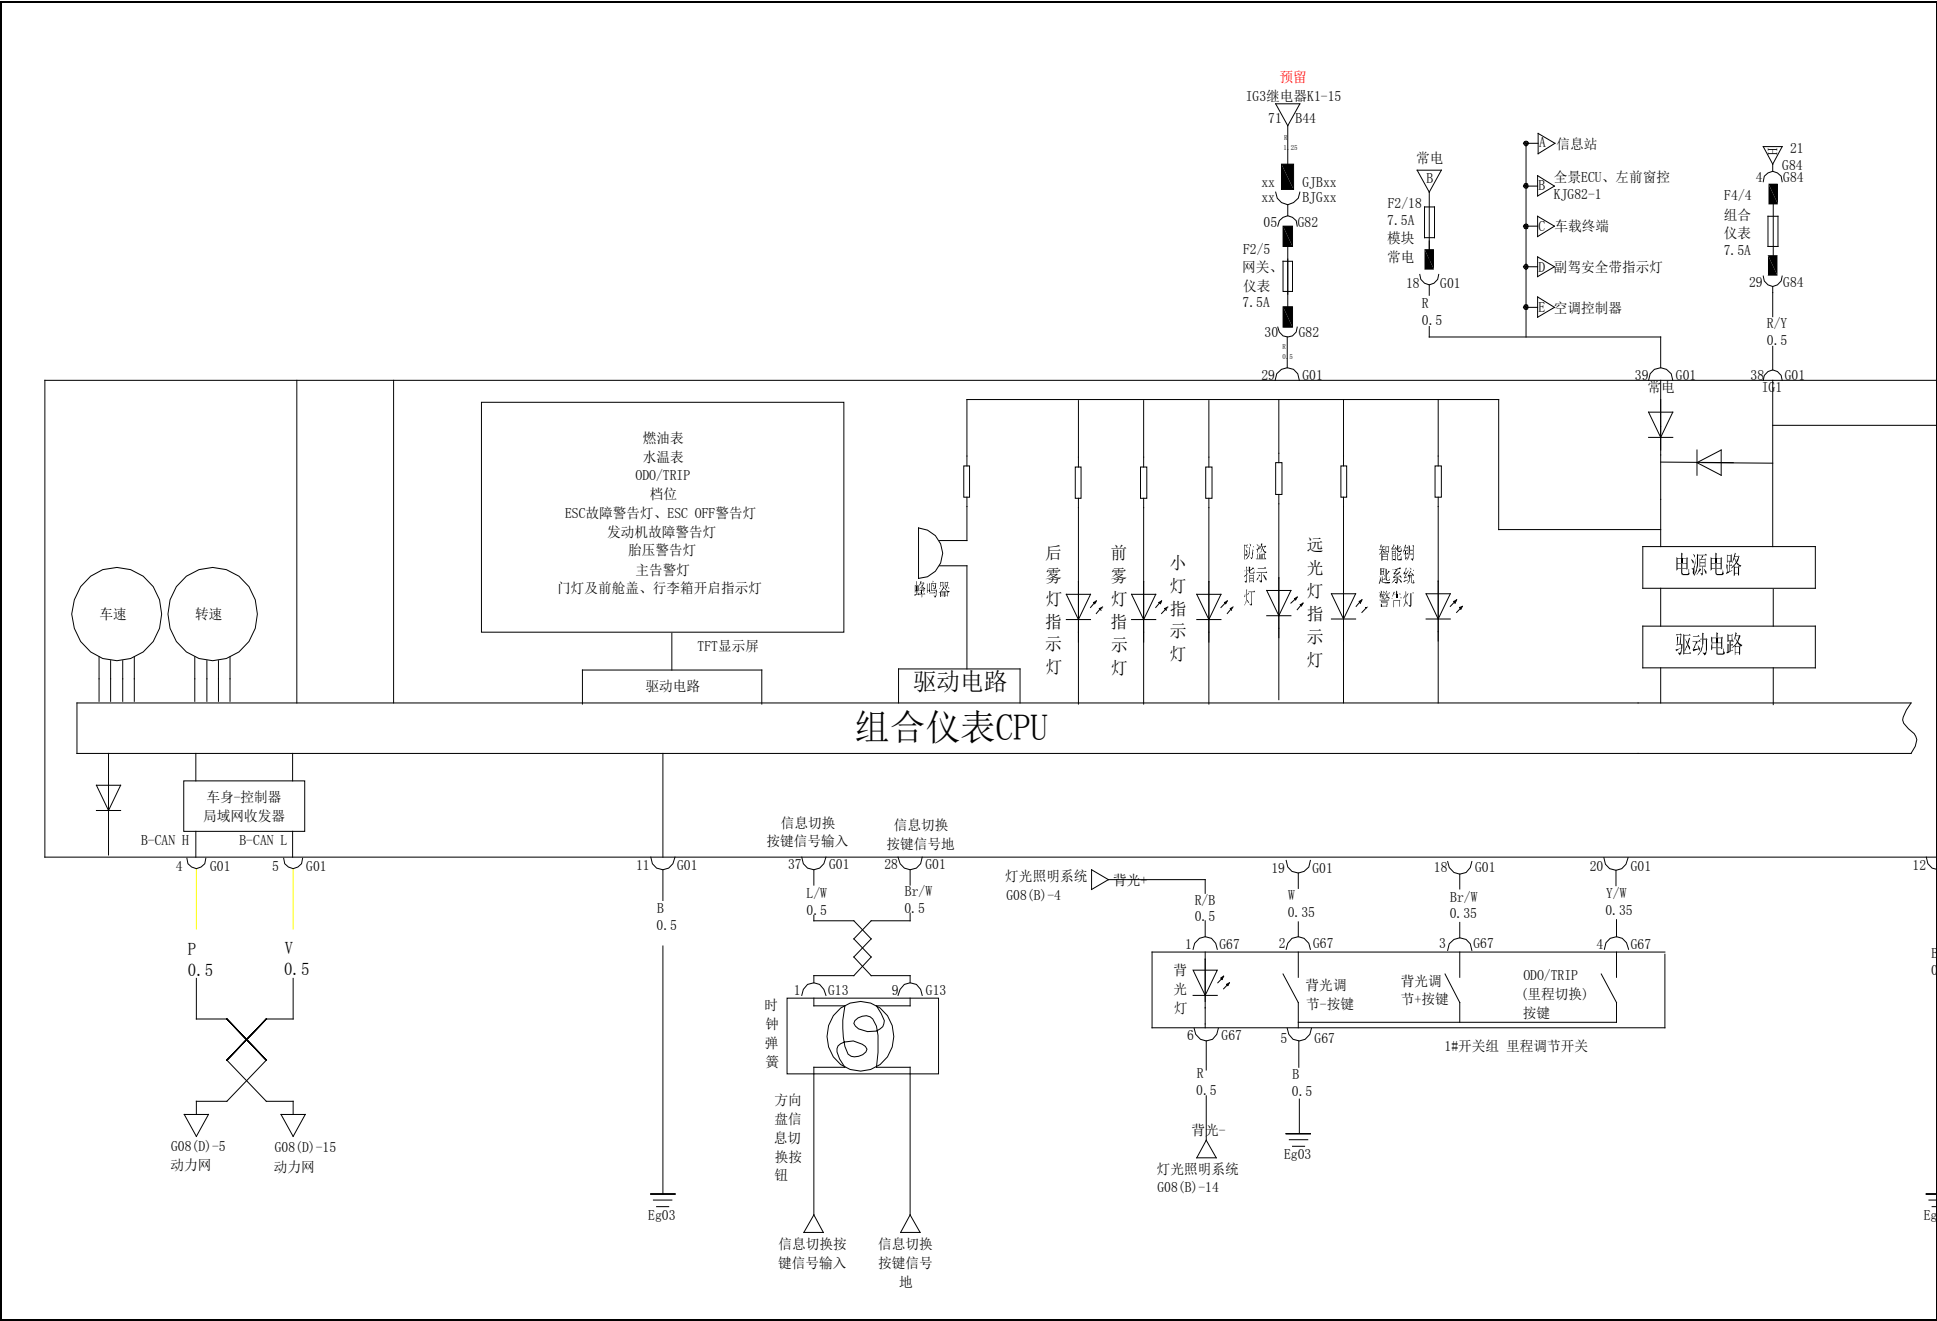 预留
IG3继电器K1-15
71 B44
R
1.25
xx GJBxx
xx BJGxx
05 G82
F2/5
网关、
仪表
7.5A
30 G82
R
0.5
29 G01
常电
B
F2/18
7.5A
模块
常电
18 G01
R
0.5
A 信息站
B 全景ECU、左前窗控
KJG82-1
C 车载终端
D 副驾安全带指示灯
E 空调控制器
21
G84
4 G84
F4/4
组合
仪表
7.5A
29 G84
R/Y
0.5
39 G01
常电
38 G01
IG1
燃油表
水温表
ODO/TRIP
档位
ESC故障警告灯、ESC OFF警告灯
发动机故障警告灯
胎压警告灯
主告警灯
门灯及前舱盖、行李箱开启指示灯
TFT显示屏
驱动电路
车速
转速
蜂鸣器
驱动电路
后雾灯指示灯
前雾灯指示灯
小灯指示灯
防盗
指示
灯
远光灯指示灯
智能钥
匙系统
警告灯
电源电路
驱动电路
组合仪表CPU
车身-控制器
局域网收发器
B-CAN H
B-CAN L
4 G01
5 G01
P
0.5
V
0.5
G08(D)-5
动力网
G08(D)-15
动力网
11 G01
B
0.5
Eg03
信息切换
按键信号输入
37 G01
L/W
0.5
信息切换
按键信号地
28 G01
Br/W
0.5
1 G13
9 G13
时钟弹簧
方向
盘信
息切
换按
钮
信息切换按
键信号输入
信息切换
按键信号
地
灯光照明系统
G08(B)-4
背光+
R/B
0.5
1 G67
19 G01
W
0.35
2 G67
18 G01
Br/W
0.35
3 G67
20 G01
Y/W
0.35
4 G67
背光灯
背光调
节-按键
背光调
节+按键
ODO/TRIP
(里程切换)
按键
6 G67
5 G67
1#开关组 里程调节开关
R
0.5
背光-
灯光照明系统
G08(B)-14
B
0.5
Eg03
12
Eg